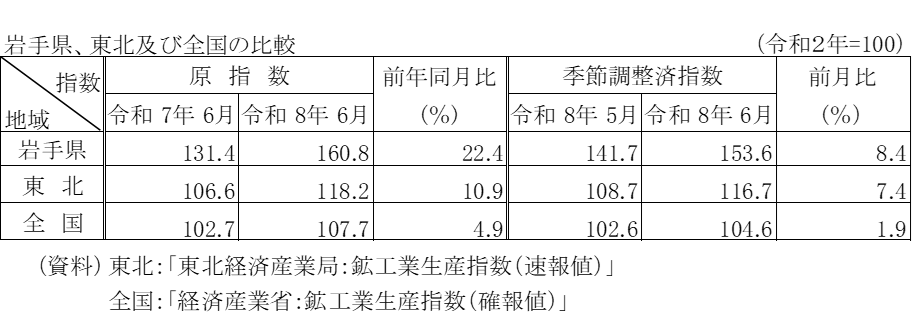 岩手県、東北及び全国の比較 (令和２年=100)
指数 原 指 数 前年同月比 季節調整済指数 前月比
地域 令和 7年 6月 令和 8年 6月 (%) 令和 8年 5月 令和 8年 6月 (%)
岩手県 131.4 160.8 22.4 141.7 153.6 8.4
東 北 106.6 118.2 10.9 108.7 116.7 7.4
全 国 102.7 107.7 4.9 102.6 104.6 1.9
(資料) 東北:「東北経済産業局:鉱工業生産指数(速報値)」
全国:「経済産業省:鉱工業生産指数(確報値)」